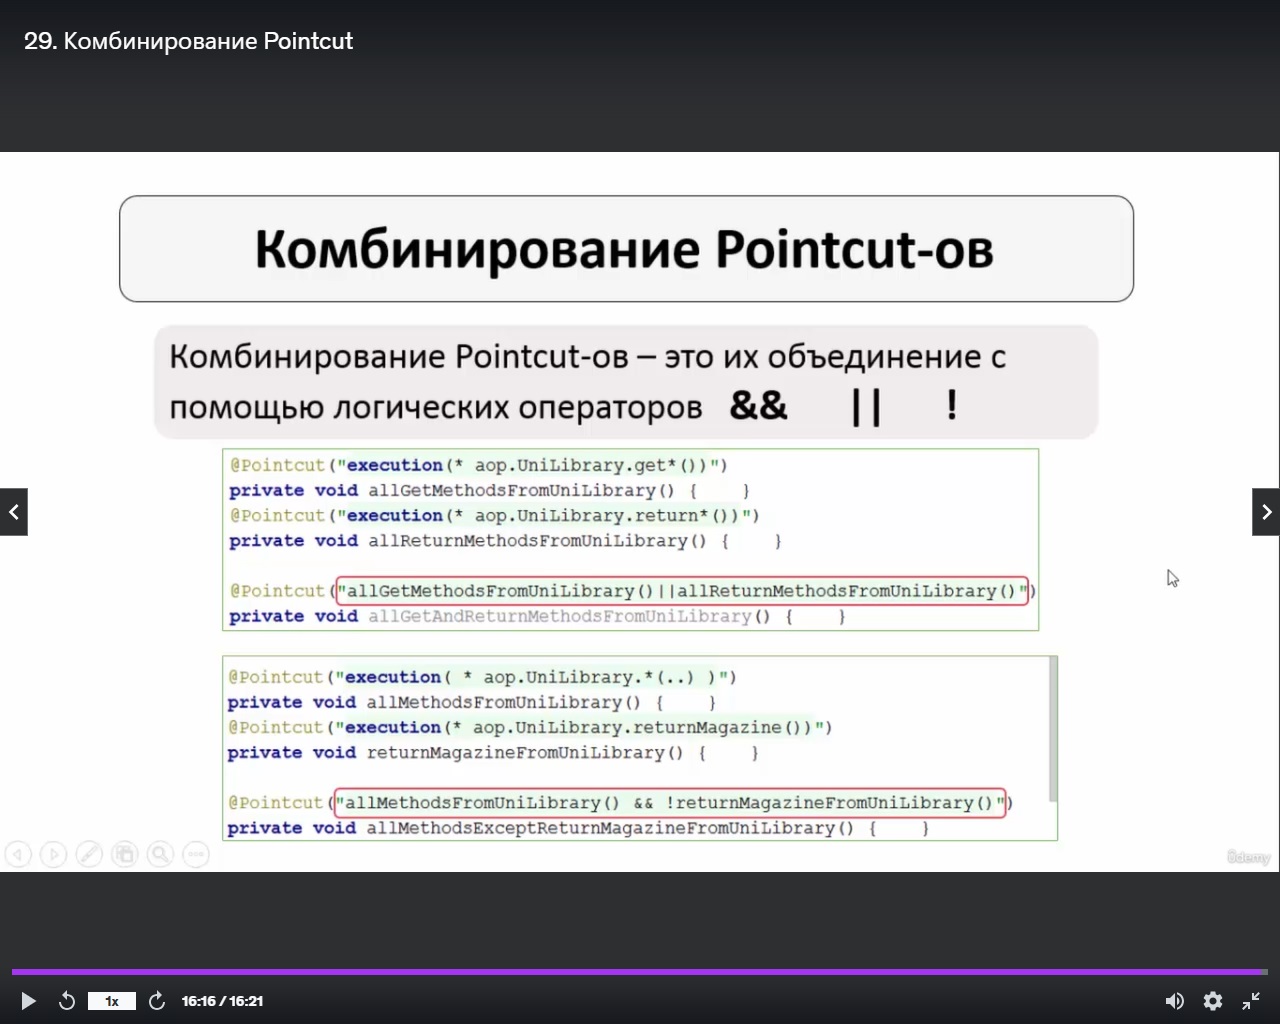 29. Комбинирование Pointcut
Комбинирование Pointcut-ов
Комбинирование Pointcut-ов – это их объединение с
помощью логических операторов && || !
@Pointcut("execution(* aop.UniLibrary.get*())")
private void allGetMethodsFromUniLibrary() { }
@Pointcut("execution(* aop.UniLibrary.return*())")
private void allReturnMethodsFromUniLibrary() { }
@Pointcut("allGetMethodsFromUniLibrary()||allReturnMethodsFromUniLibrary()")
private void allGetAndReturnMethodsFromUniLibrary() { }
@Pointcut("execution( * aop.UniLibrary.*(..) )")
private void allMethodsFromUniLibrary() { }
@Pointcut("execution(* aop.UniLibrary.returnMagazine())")
private void returnMagazineFromUniLibrary() { }
@Pointcut("allMethodsFromUniLibrary() && !returnMagazineFromUniLibrary()")
private void allMethodsExceptReturnMagazineFromUniLibrary() { }
ûdemy
1x 16:16 / 16:21